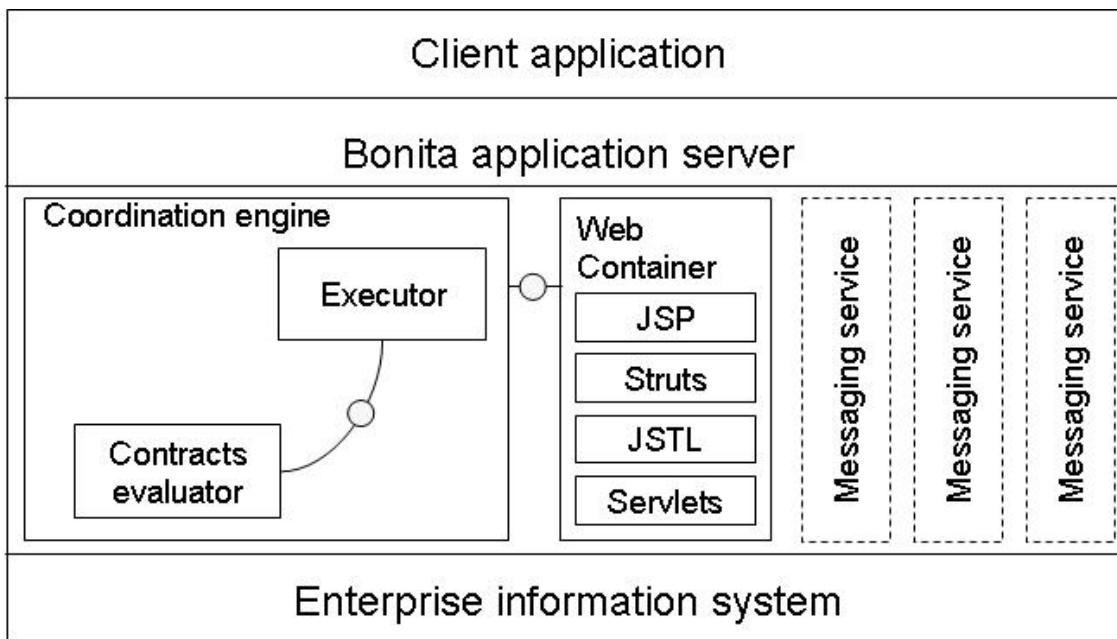 Client application
Bonita application server
Coordination engine
Executor
Contracts
evaluator
Web
Container
JSP
Struts
JSTL
Servlets
Messaging service
Messaging service
Messaging service
Enterprise information system